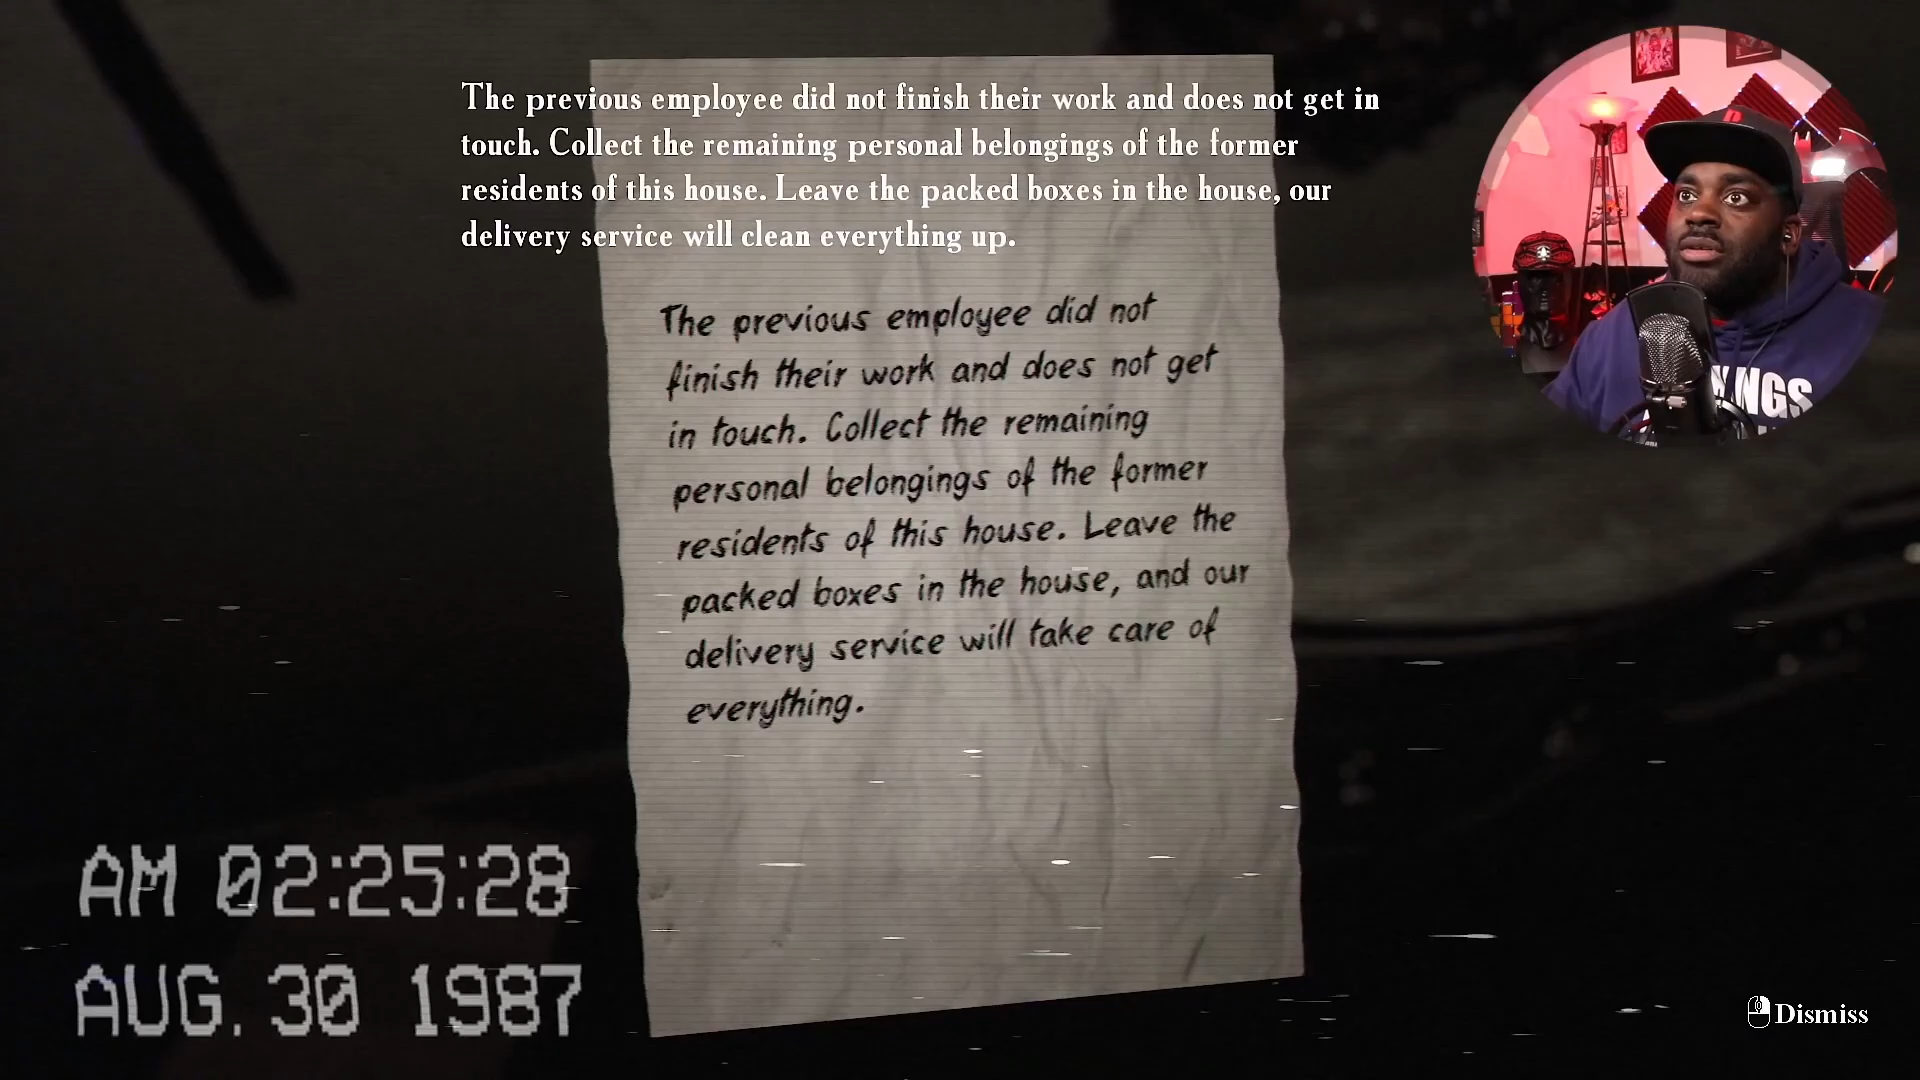 The previous employee did not finish their work and does not get in
touch. Collect the remaining personal belongings of the former
residents of this house. Leave the packed boxes in the house, our
delivery service will clean everything up.
The previous employee did not
finish their work and does not get
in touch. Collect the remaining
personal belongings of the former
residents of this house. Leave the
packed boxes in the house, and our
delivery service will take care of
everything.
AM 02:25:28
AUG. 30 1987
Dismiss